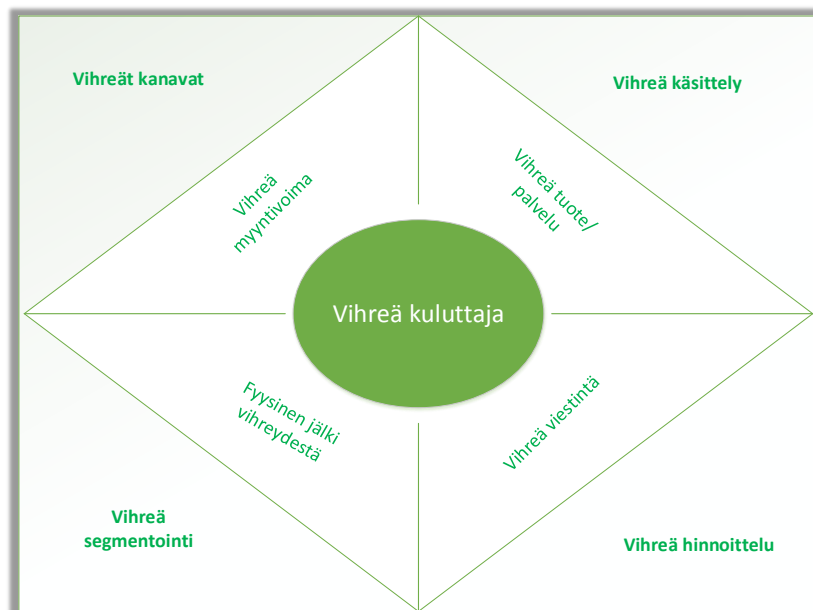 Vihreät kanavat
Vihreä käsittely
Vihreä
myyntivoima
Vihreä tuote/
palvelu
Vihreä kuluttaja
Fyysinen jälki
vihreydestä
Vihreä viestintä
Vihreä
segmentointi
Vihreä hinnoittelu